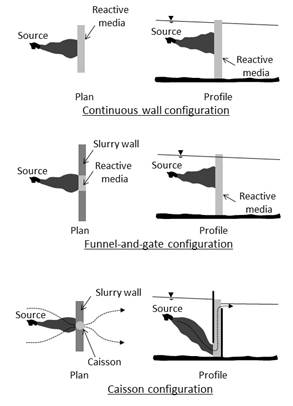 Reactive
media
Source
Source
Reactive
media
Plan
Profile
Continuous wall configuration
Slurry wall
Source
Reactive
media
Source
Reactive
media
Plan
Profile
Funnel-and-gate configuration
Slurry wall
Source
Source
Caisson
Plan
Profile
Caisson configuration